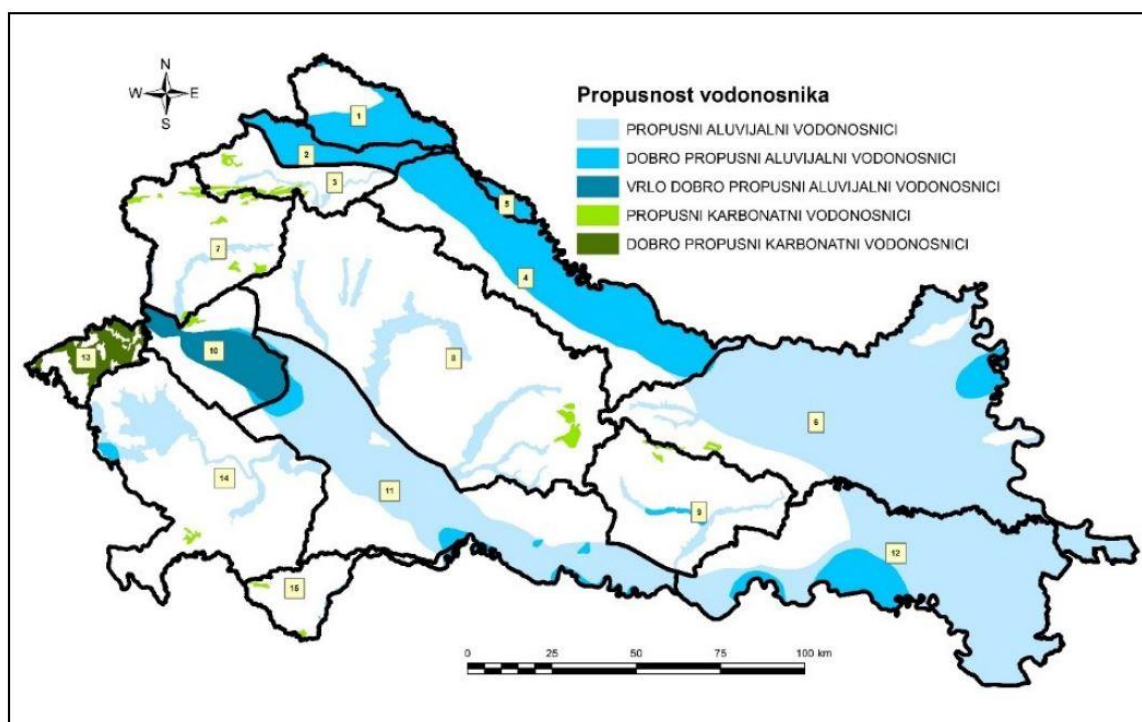 N
W E
S
Propusnost vodonosnika
PROPUSNI ALUVIJALNI VODONOSNICI
DOBRO PROPUSNI ALUVIJALNI VODONOSNICI
VRLO DOBRO PROPUSNI ALUVIJALNI VODONOSNICI
PROPUSNI KARBONATNI VODONOSNICI
DOBRO PROPUSNI KARBONATNI VODONOSNICI
1
2
3
5
7
4
10
13
8
6
14
11
9
12
15
0 25 50 75 100 km